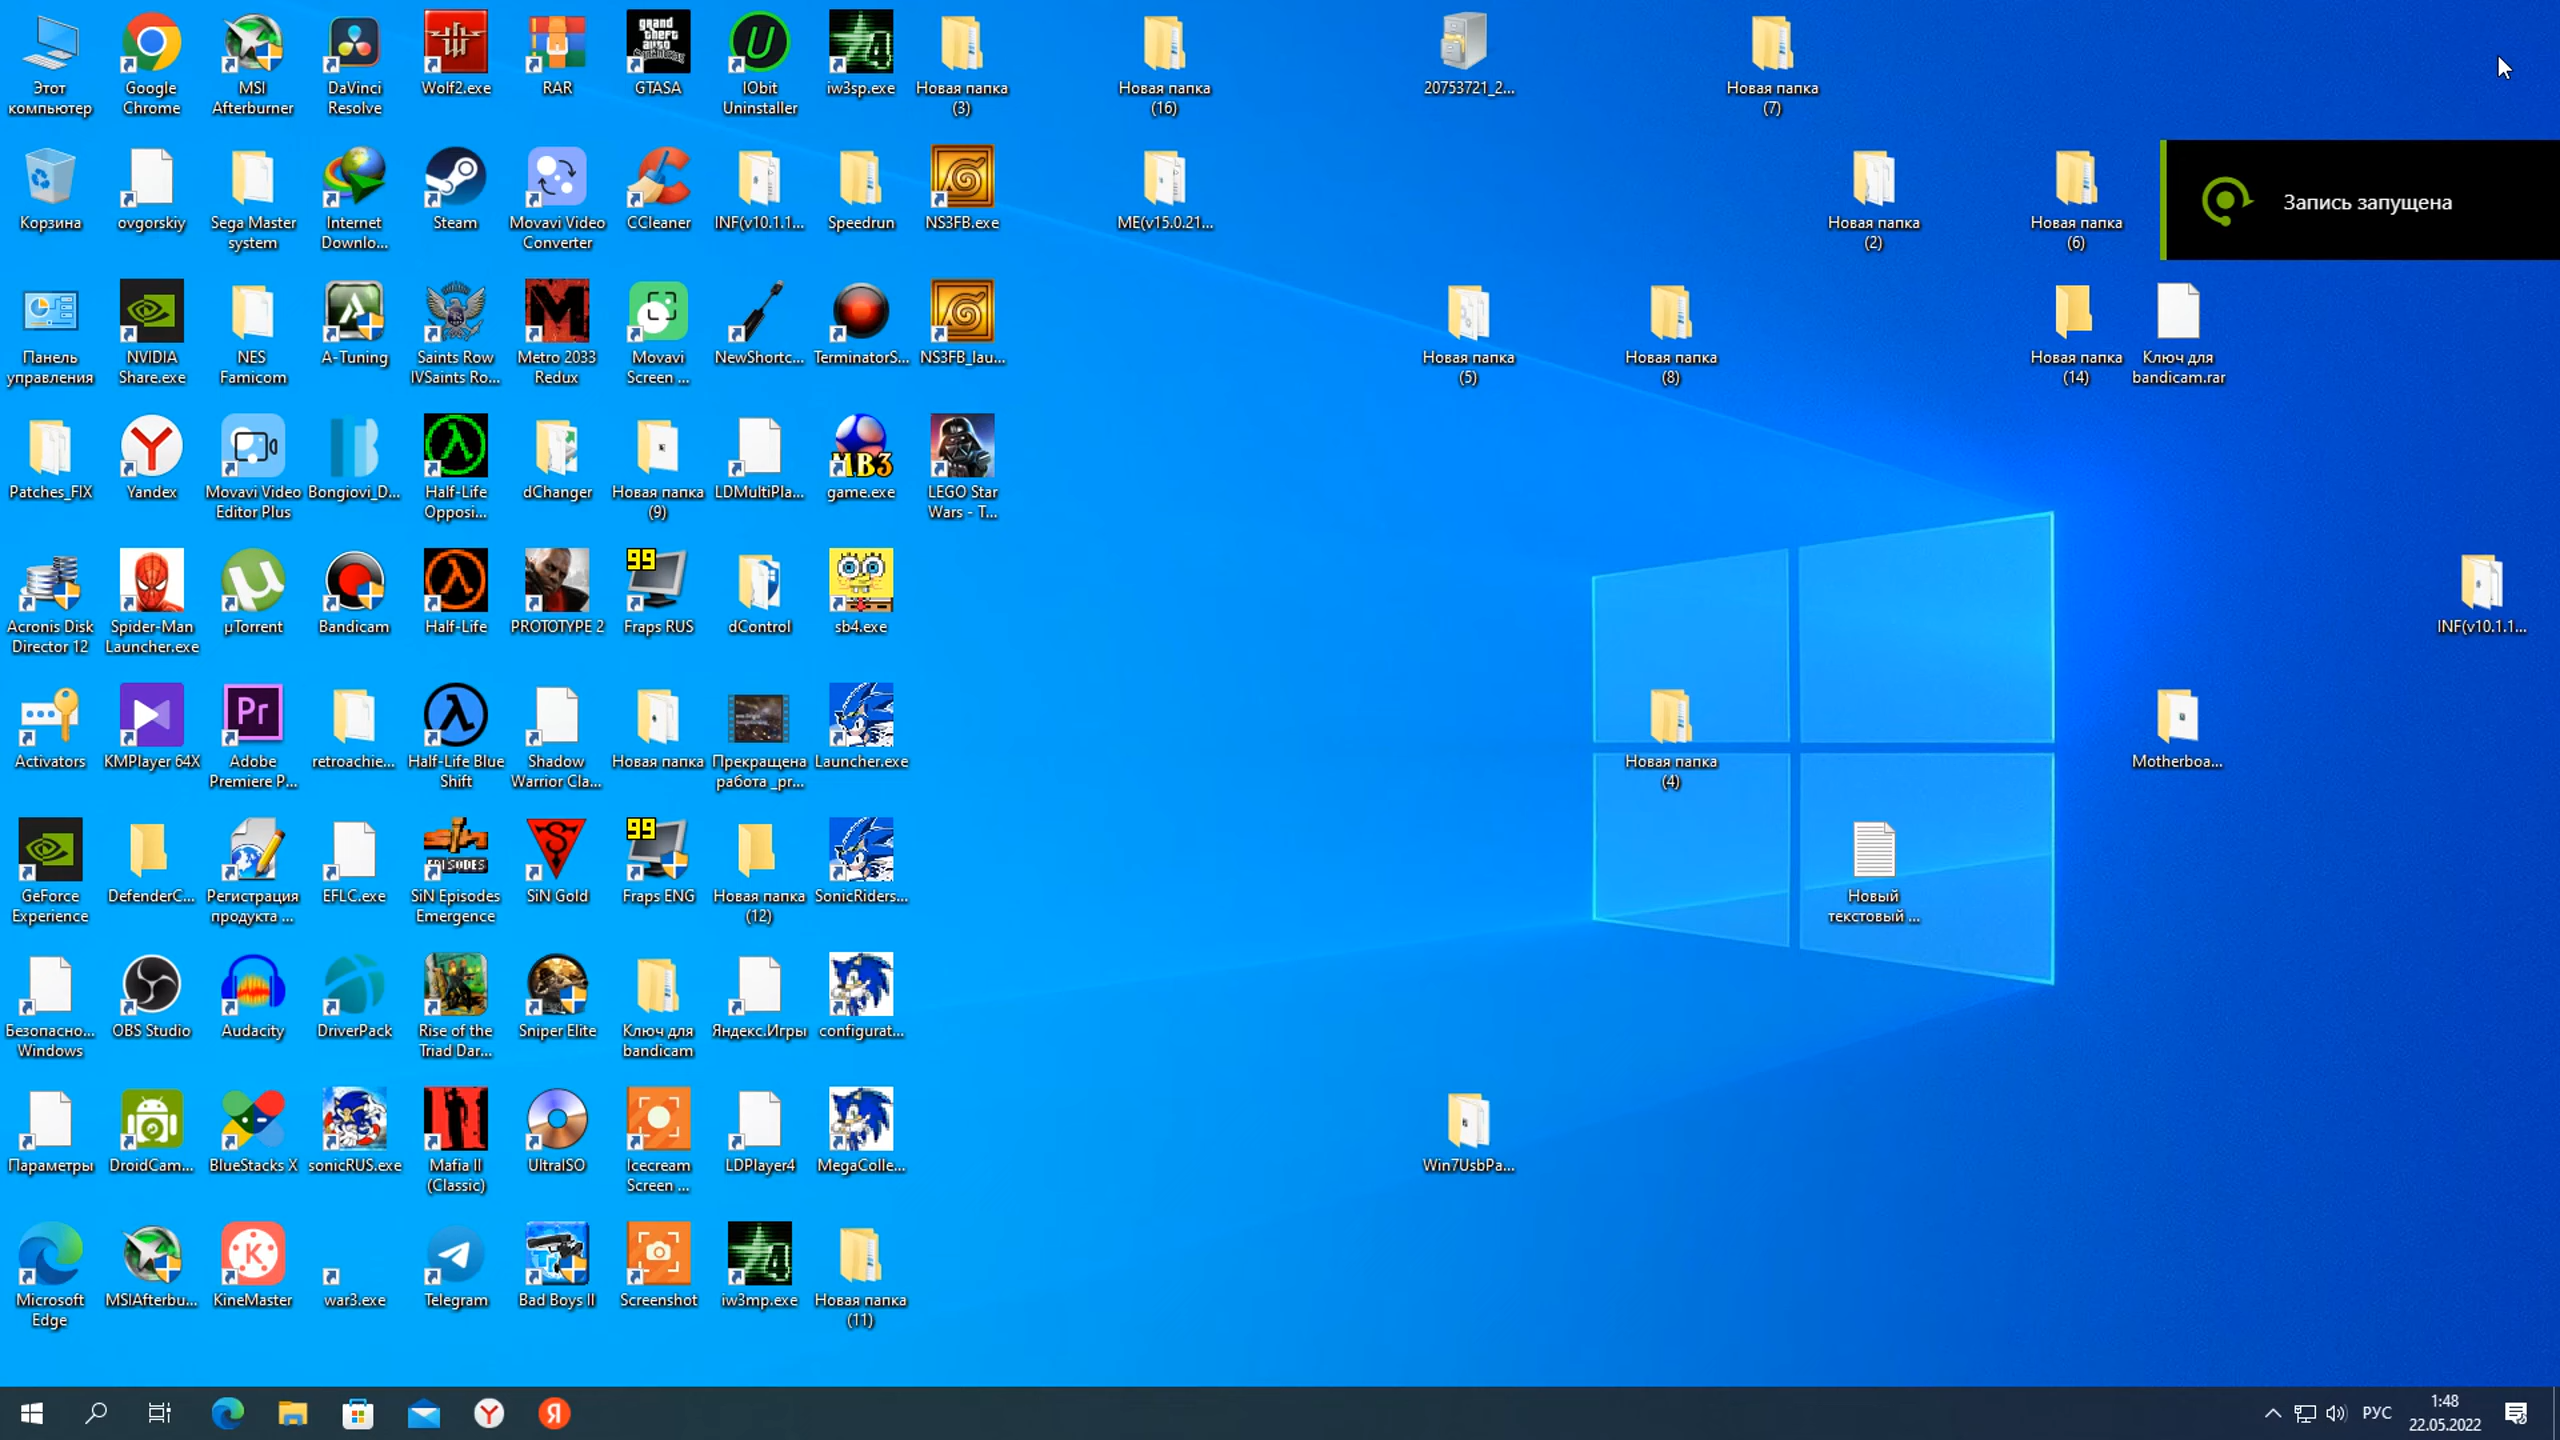 Этот
компьютер
Google
Chrome
MSI
Afterburner
DaVinci
Resolve
Wolf2.exe
RAR
grand
theft
auto
GTASA
IObit
Uninstaller
iw3sp.exe
Новая папка
(3)
Новая папка
(16)
20753721_2...
Новая папка
(7)
Корзина
ovgorskiy
Sega Master
system
Internet
Downlo...
Steam
Movavi Video
Converter
CCleaner
INF(v10.1.1...
Speedrun
NS3FB.exe
ME(v15.0.21...
Новая папка
(2)
Новая папка
(6)
Запись запущена
Панель
управления
NVIDIA
Share.exe
NES
Famicom
A-Tuning
Saints Row
IVSaints Ro...
Metro 2033
Redux
Movavi
Screen ...
NewShortc...
TerminatorS...
NS3FB_lau...
Новая папка
(5)
Новая папка
(8)
Новая папка
(14)
Ключ для
bandicam.rar
Patches_FIX
Yandex
Movavi Video
Editor Plus
Bongiovi_D...
Half-Life
Opposi...
dChanger
Новая папка
(9)
LDMultiPla...
MB3
game.exe
LEGO Star
Wars - T...
Acronis Disk
Director 12
Spider-Man
Launcher.exe
µTorrent
Bandicam
Half-Life
PROTOTYPE 2
99
Fraps RUS
dControl
sb4.exe
INF(v10.1.1...
Activators
KMPlayer 64X
Pr
Adobe
Premiere P...
retroachie...
Half-Life Blue
Shift
Shadow
Warrior Cla...
Новая папка
Прекращена
работа _pr...
Launcher.exe
Новая папка
(4)
Motherboa...
GeForce
Experience
DefenderC...
Регистрация
продукта ...
EFLC.exe
EPISODES
SiN Episodes
Emergence
SiN Gold
99
Fraps ENG
Новая папка
(12)
SonicRiders...
Новый
текстовый ...
Безопасно...
Windows
OBS Studio
Audacity
DriverPack
Rise of the
Triad Dar...
Sniper Elite
Ключ для
bandicam
Яндекс.Игры
configurat...
Параметры
DroidCam...
BlueStacks X
sonicRUS.exe
Mafia II
(Classic)
UltraISO
Icecream
Screen ...
LDPlayer4
MegaColle...
Win7UsbPa...
Microsoft
Edge
MSIAfterbu...
KineMaster
war3.exe
Telegram
Bad Boys II
Screenshot
iw3mp.exe
Новая папка
(11)
РУС
1:48
22.05.2022